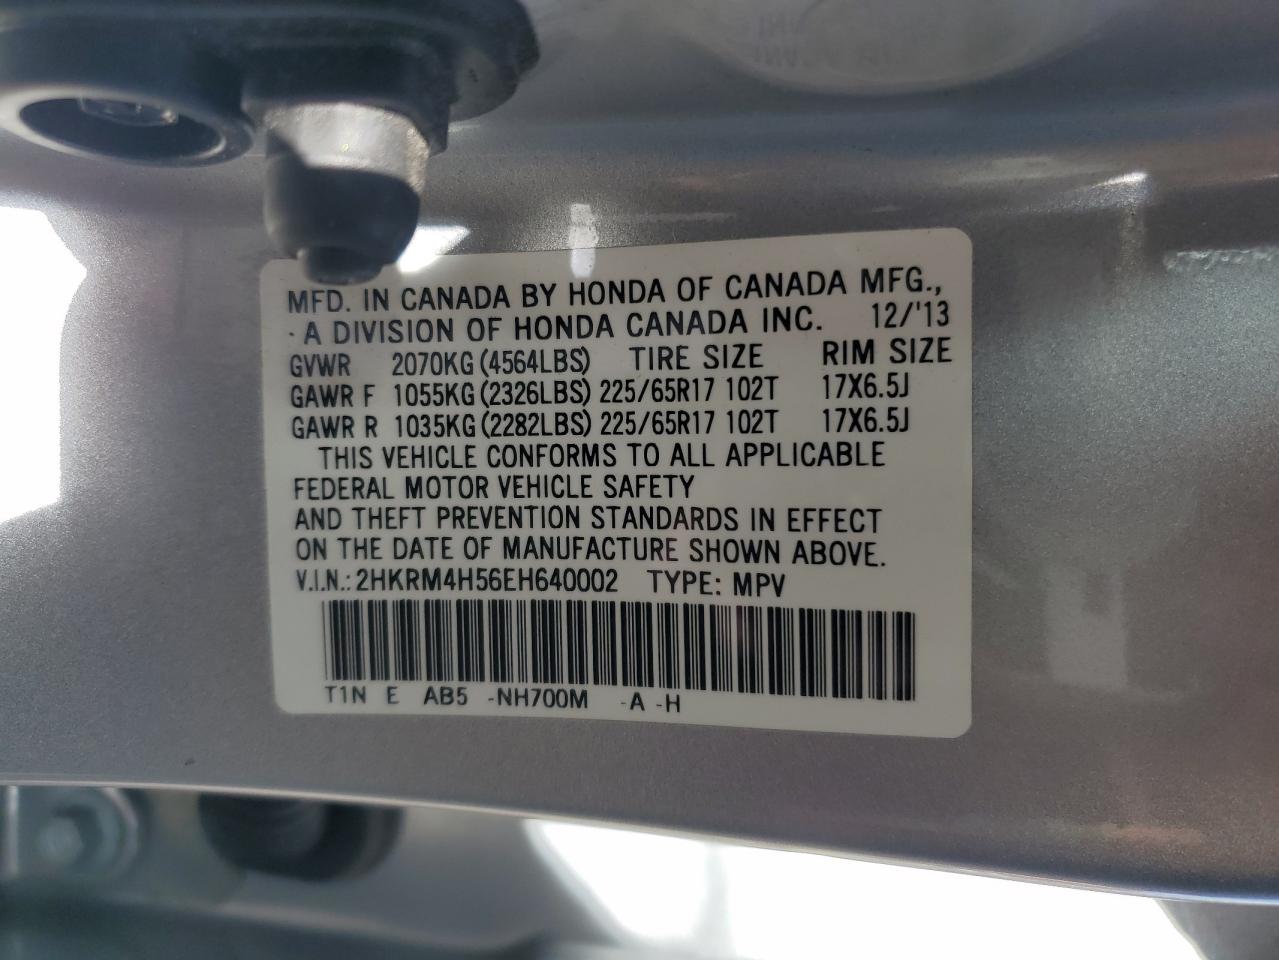 MFD. IN CANADA BY HONDA OF CANADA MFG.,
-A DIVISION OF HONDA CANADA INC. 12/'13
GVWR 2070KG (4564LBS) TIRE SIZE RIM SIZE
GAWR F 1055KG (2326LBS) 225/65R17 102T 17X6.5J
GAWR R 1035KG (2282LBS) 225/65R17 102T 17X6.5J
THIS VEHICLE CONFORMS TO ALL APPLICABLE
FEDERAL MOTOR VEHICLE SAFETY
AND THEFT PREVENTION STANDARDS IN EFFECT
ON THE DATE OF MANUFACTURE SHOWN ABOVE.
V.I.N.: 2HKRM4H56EH640002 TYPE: MPV
T1N E AB5 -NH700M -A -H